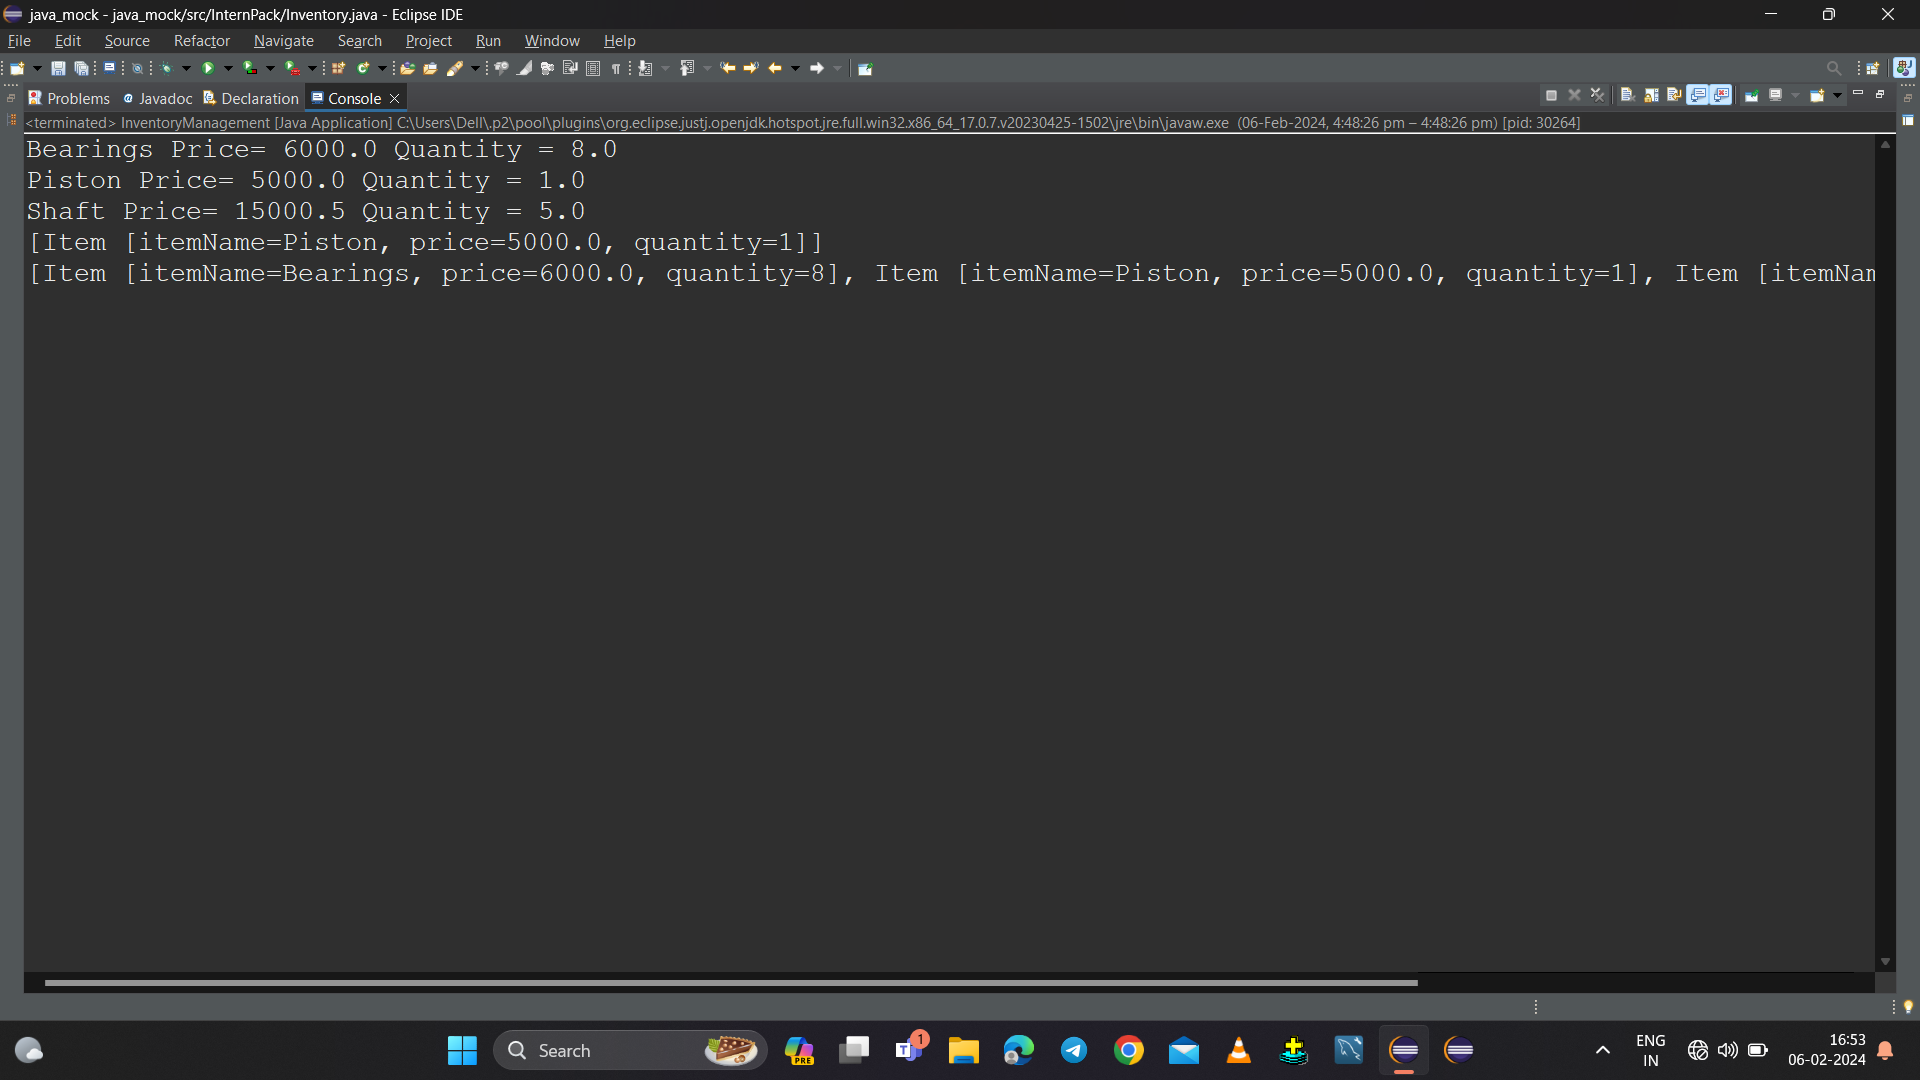 java_mock - java_mock/src/InternPack/Inventory.java - Eclipse IDE
File Edit Source Refactor Navigate Search Project Run Window Help
Problems Javadoc Declaration Console
<terminated> InventoryManagement [Java Application] C:\Users\Dell\.p2\pool\plugins\org.eclipse.justj.openjdk.hotspot.jre.full.win32.x86_64_17.0.7.v20230425-1502\jre\bin\javaw.exe (06-Feb-2024, 4:48:26 pm – 4:48:26 pm) [pid: 30264]
Bearings Price= 6000.0 Quantity = 8.0
Piston Price= 5000.0 Quantity = 1.0
Shaft Price= 15000.5 Quantity = 5.0
[Item [itemName=Piston, price=5000.0, quantity=1]]
[Item [itemName=Bearings, price=6000.0, quantity=8], Item [itemName=Piston, price=5000.0, quantity=1], Item [itemNam
Search
PRE
1
ENG
IN
16:53
06-02-2024